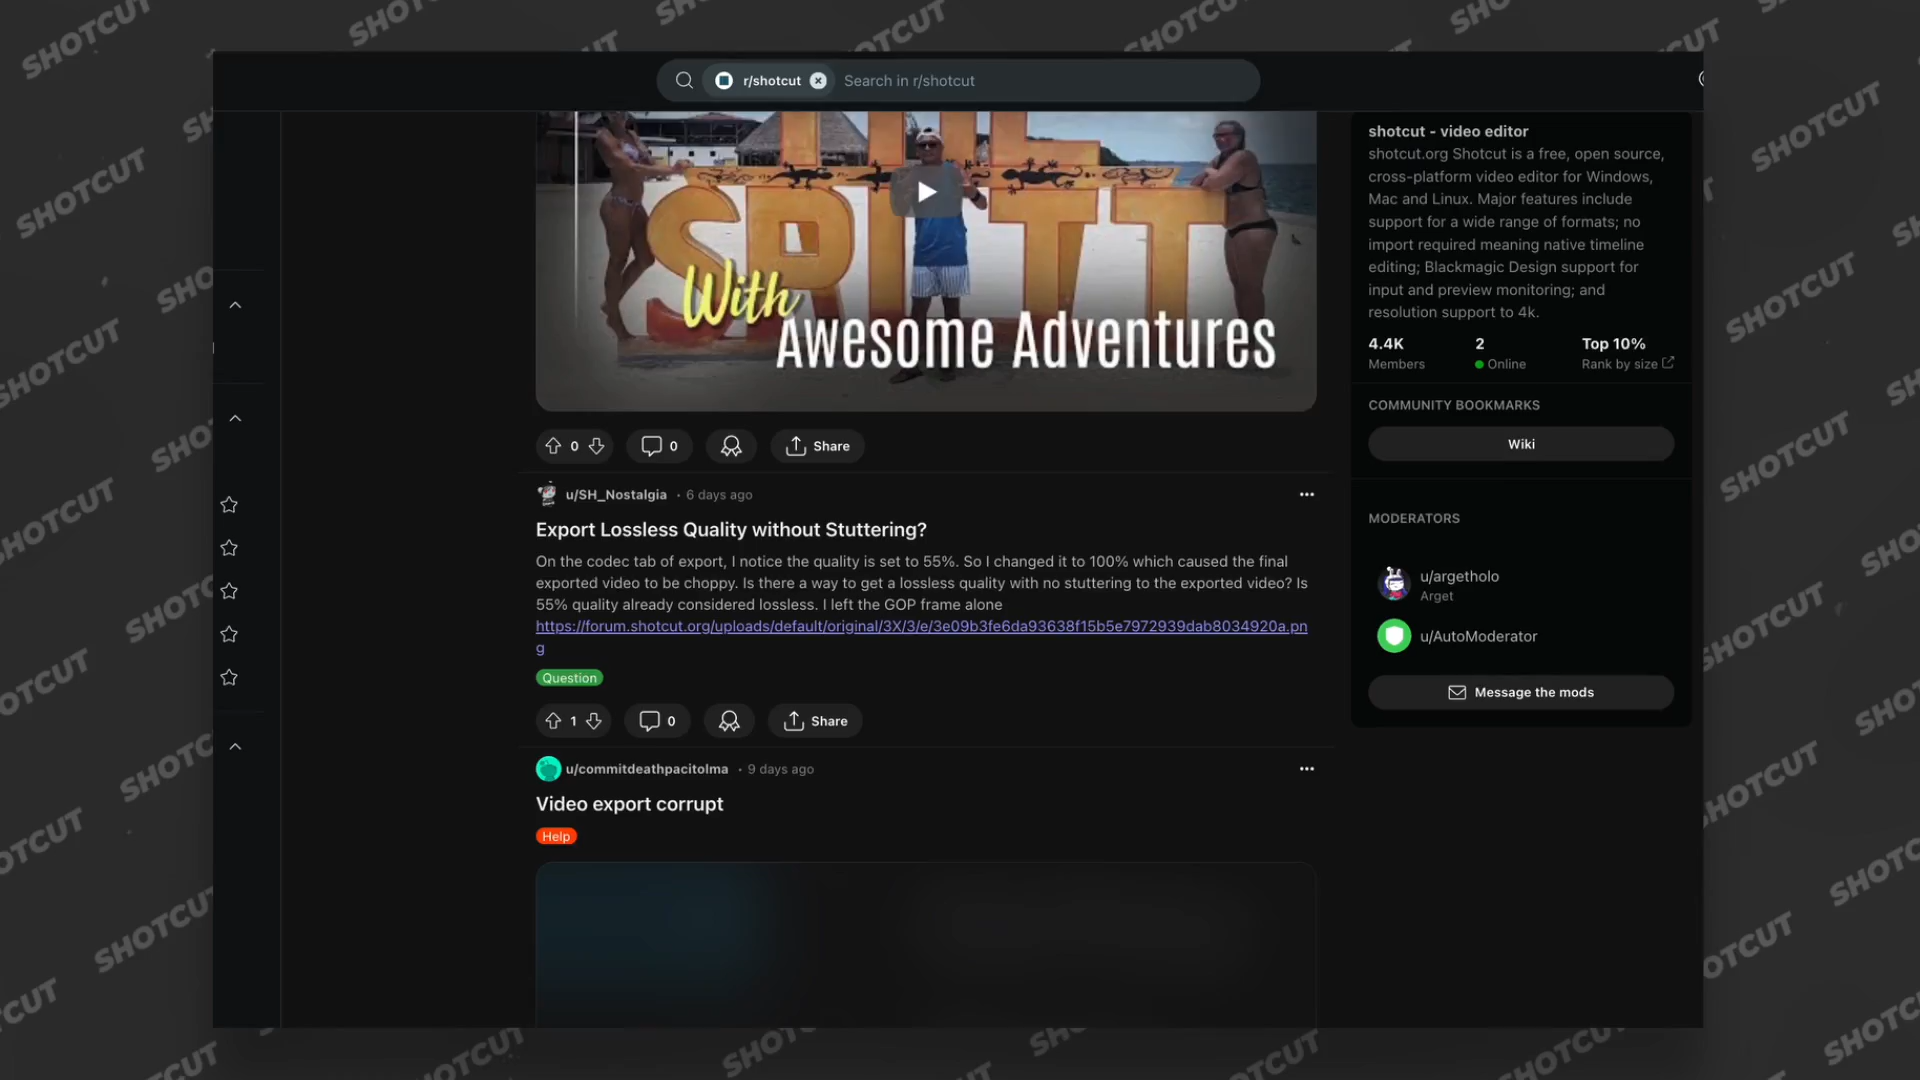 r/shotcut Search in r/shotcut
SPLIT
With
Awesome Adventures
0 0 Share
u/SH_Nostalgia • 6 days ago
Export Lossless Quality without Stuttering?
On the codec tab of export, I notice the quality is set to 55%. So I changed it to 100% which caused the final
exported video to be choppy. Is there a way to get a lossless quality with no stuttering to the exported video? Is
55% quality already considered lossless. I left the GOP frame alone
https://forum.shotcut.org/uploads/default/original/3X/3/e/3e09b3fe6da93638f15b5e7972939dab8034920a.pn
g
Question
1 0 Share
u/commitdeathpacitolma • 9 days ago
Video export corrupt
Help
shotcut - video editor
shotcut.org Shotcut is a free, open source,
cross-platform video editor for Windows,
Mac and Linux. Major features include
support for a wide range of formats; no
import required meaning native timeline
editing; Blackmagic Design support for
input and preview monitoring; and
resolution support to 4k.
4.4K 2 Top 10%
Members Online Rank by size
COMMUNITY BOOKMARKS
Wiki
MODERATORS
u/argetholo
Arget
u/AutoModerator
Message the mods
SHOTCUT